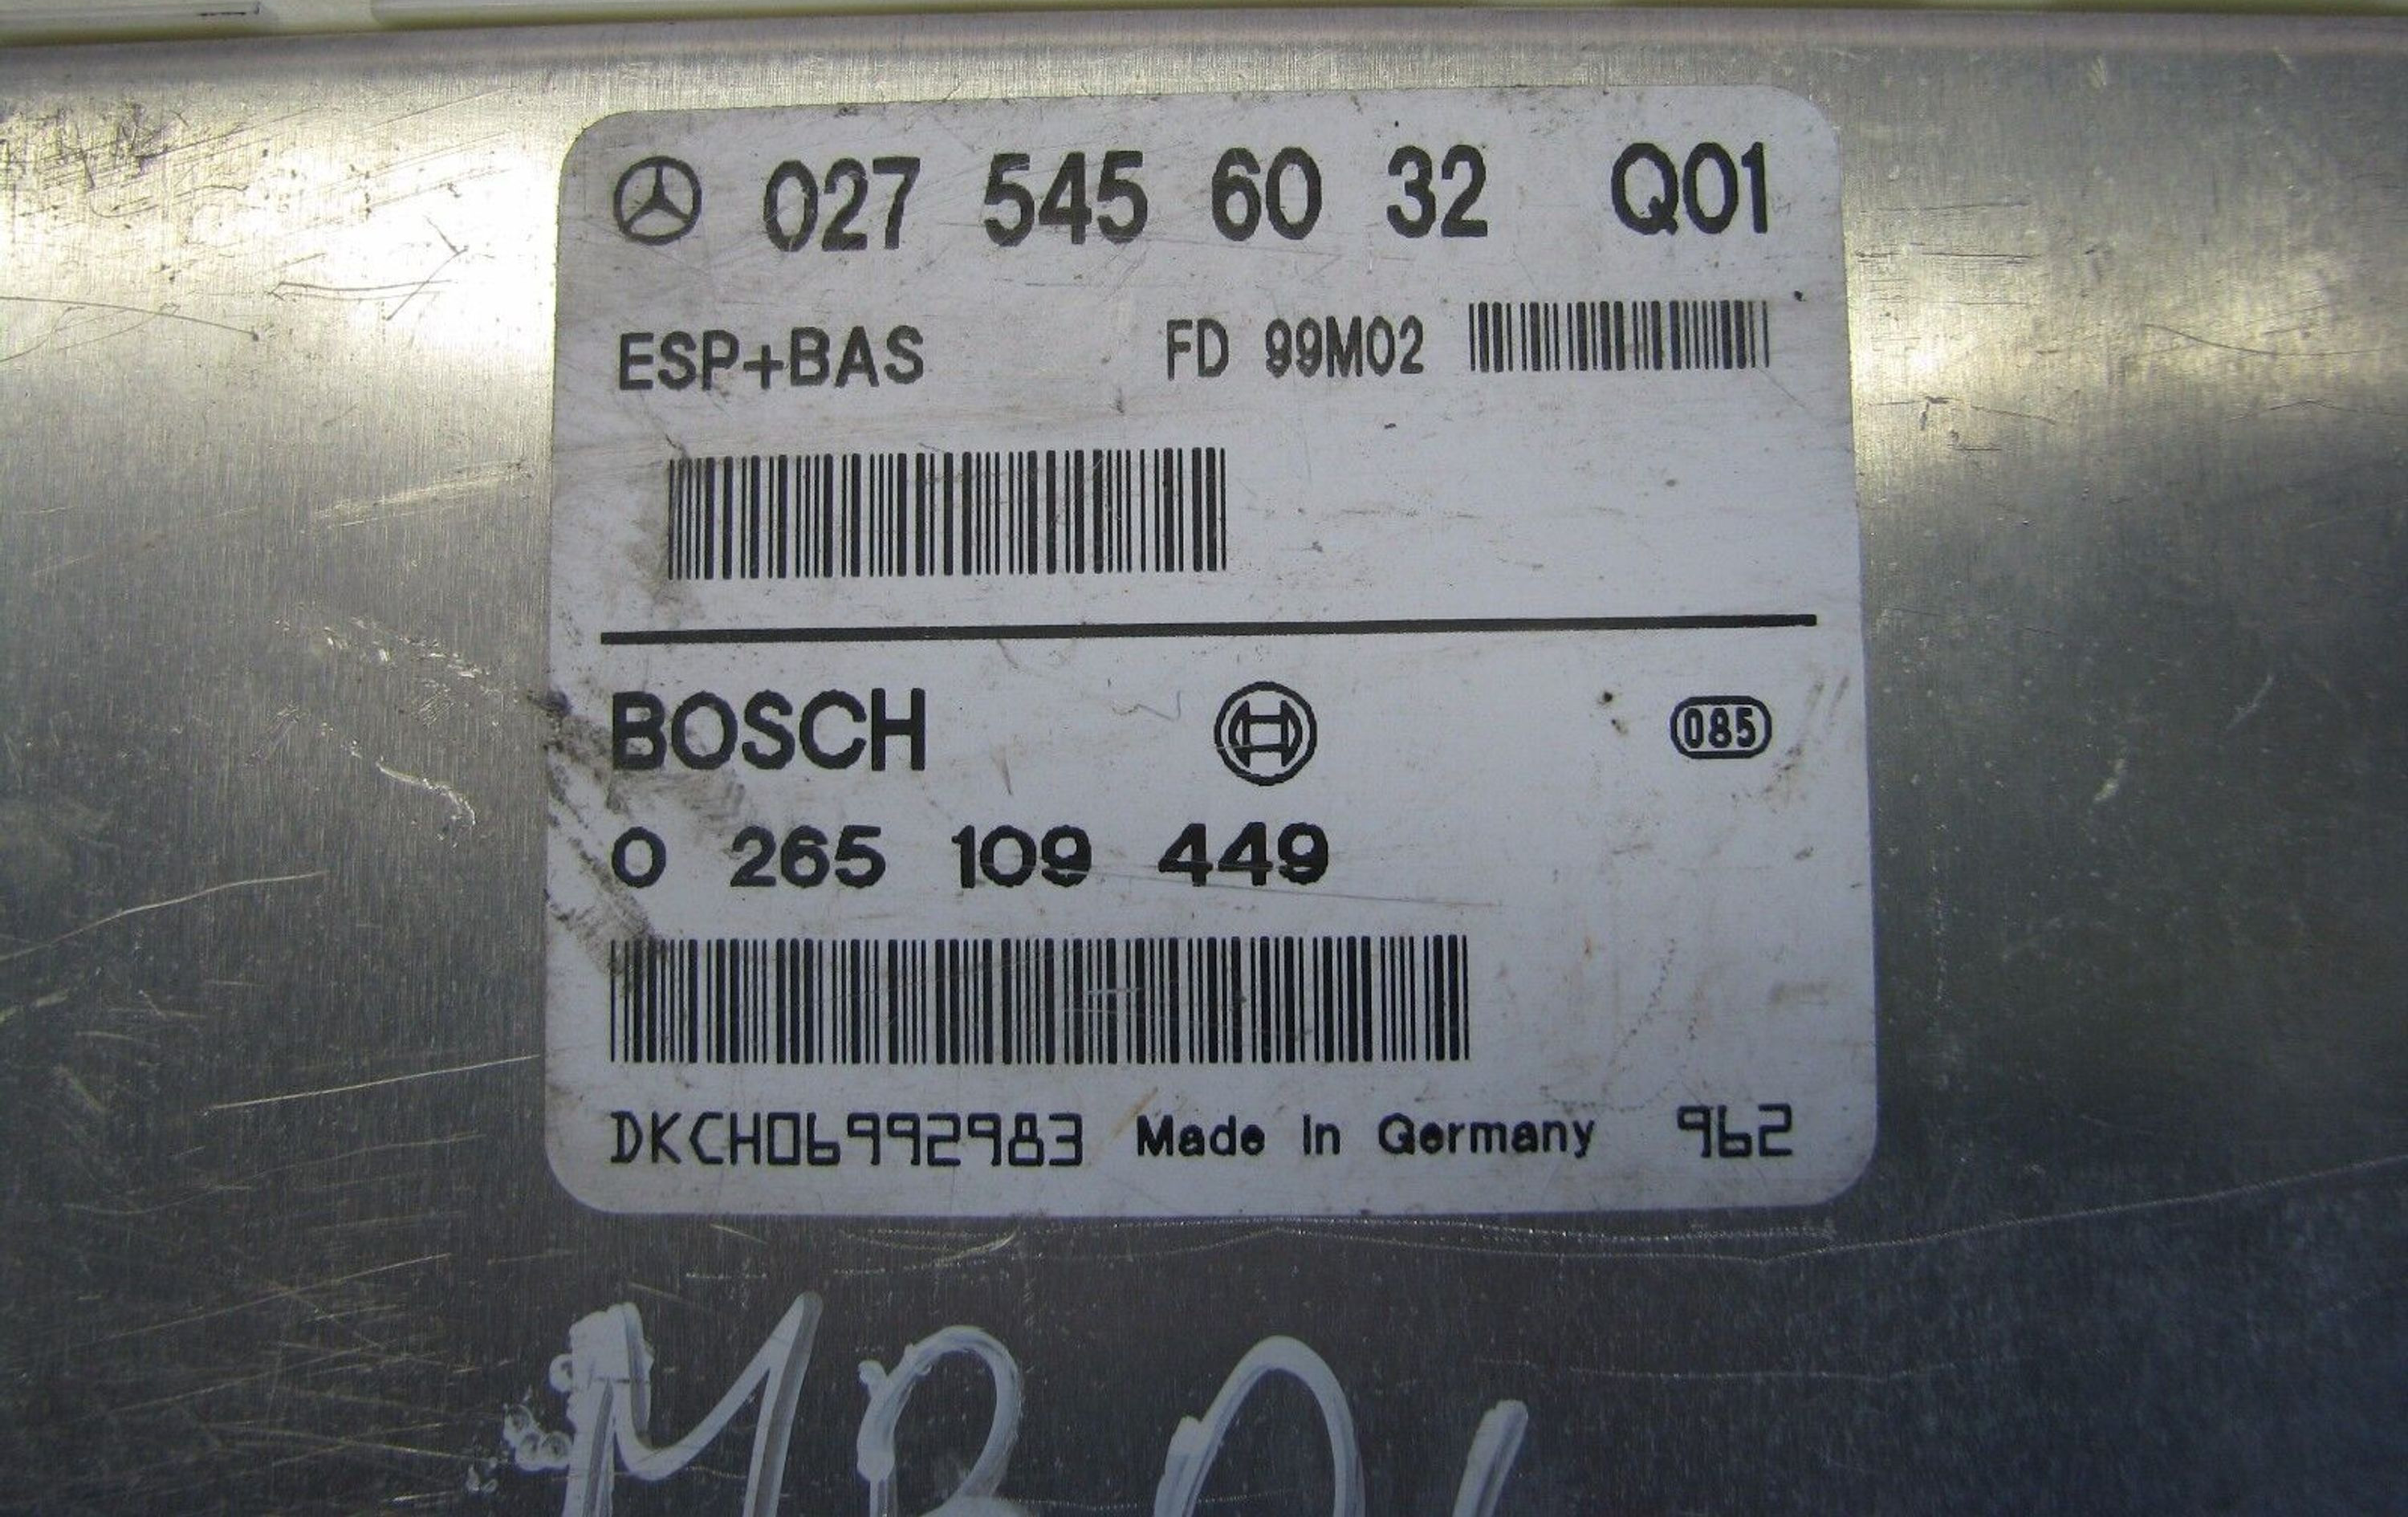 027 545 60 32 Q01
ESP+BAS FD 99M02
BOSCH 085
0 265 109 449
DKCH06992983 Made in Germany 962